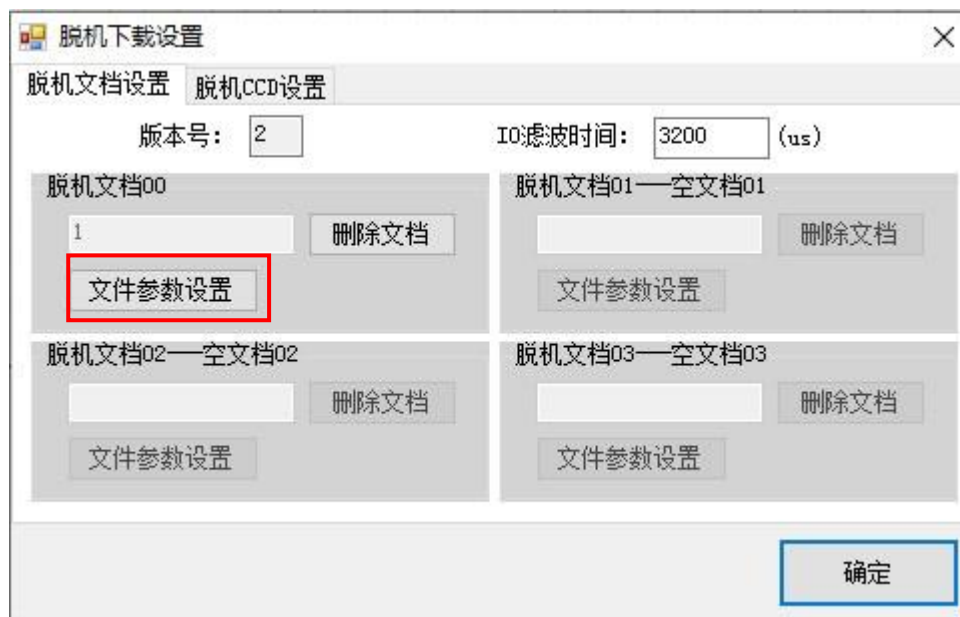 脱机下载设置
脱机文档设置 脱机CCD设置
版本号： 2 IO滤波时间： 3200 (us)
脱机文档00 脱机文档01——空文档01
1 删除文档 删除文档
文件参数设置 文件参数设置
脱机文档02——空文档02 脱机文档03——空文档03
删除文档 删除文档
文件参数设置 文件参数设置
确定